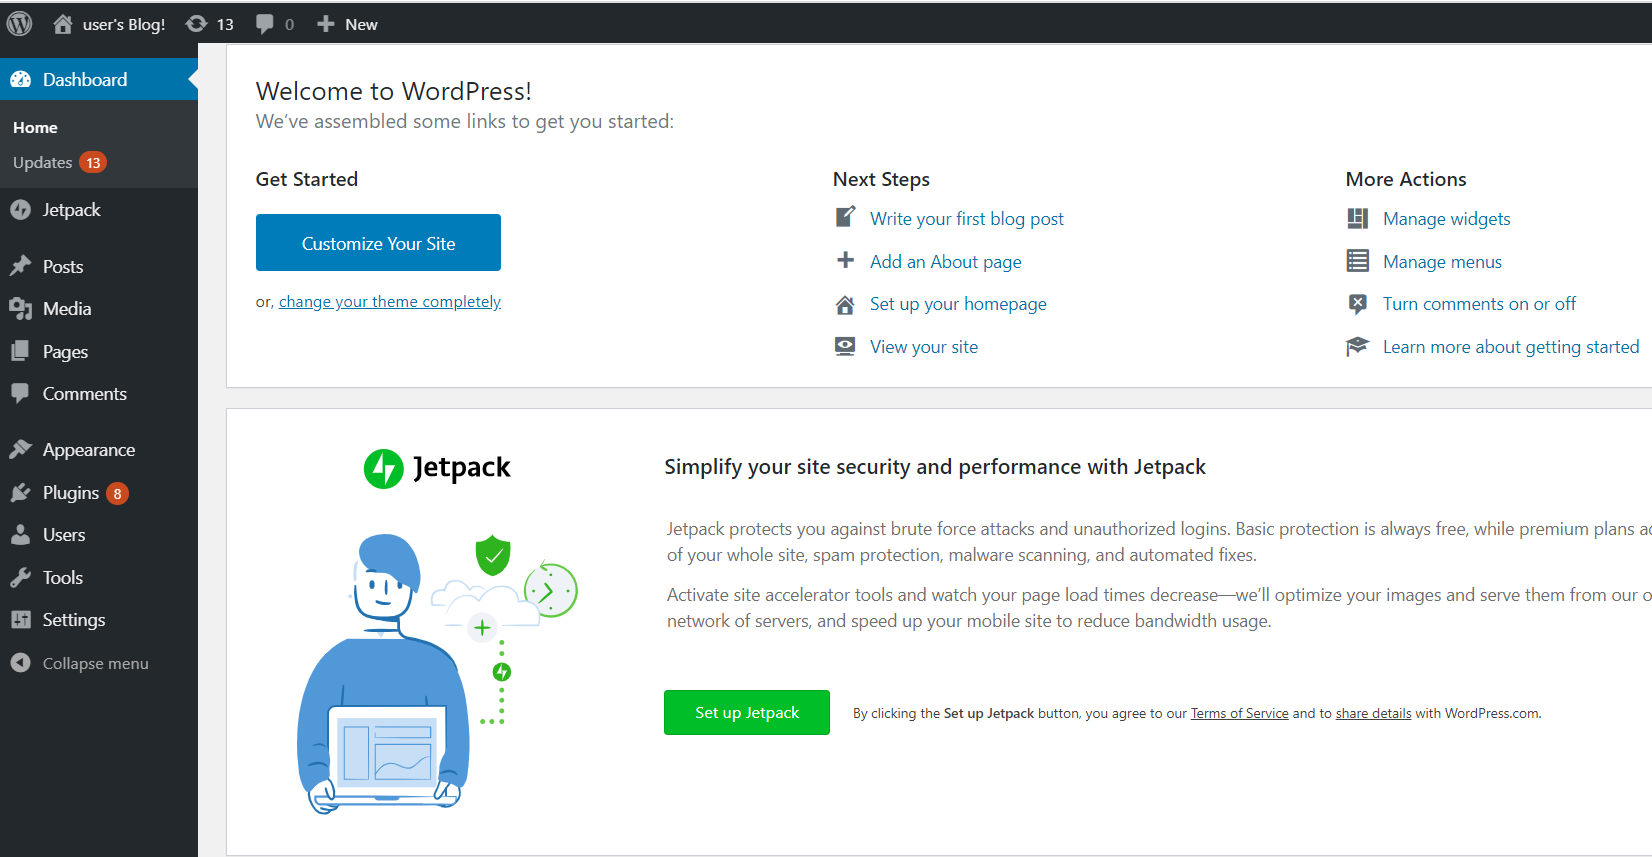 user's Blog! 13 0 New
Dashboard
Home
Updates 13
Jetpack
Posts
Media
Pages
Comments
Appearance
Plugins 8
Users
Tools
Settings
Collapse menu
Welcome to WordPress!
We've assembled some links to get you started:
Get Started
Customize Your Site
or, change your theme completely
Next Steps
Write your first blog post
Add an About page
Set up your homepage
View your site
More Actions
Manage widgets
Manage menus
Turn comments on or off
Learn more about getting started
Jetpack
Simplify your site security and performance with Jetpack
Jetpack protects you against brute force attacks and unauthorized logins. Basic protection is always free, while premium plans
of your whole site, spam protection, malware scanning, and automated fixes.
Activate site accelerator tools and watch your page load times decrease—we'll optimize your images and serve them from our
network of servers, and speed up your mobile site to reduce bandwidth usage.
Set up Jetpack
By clicking the Set up Jetpack button, you agree to our Terms of Service and to share details with WordPress.com.